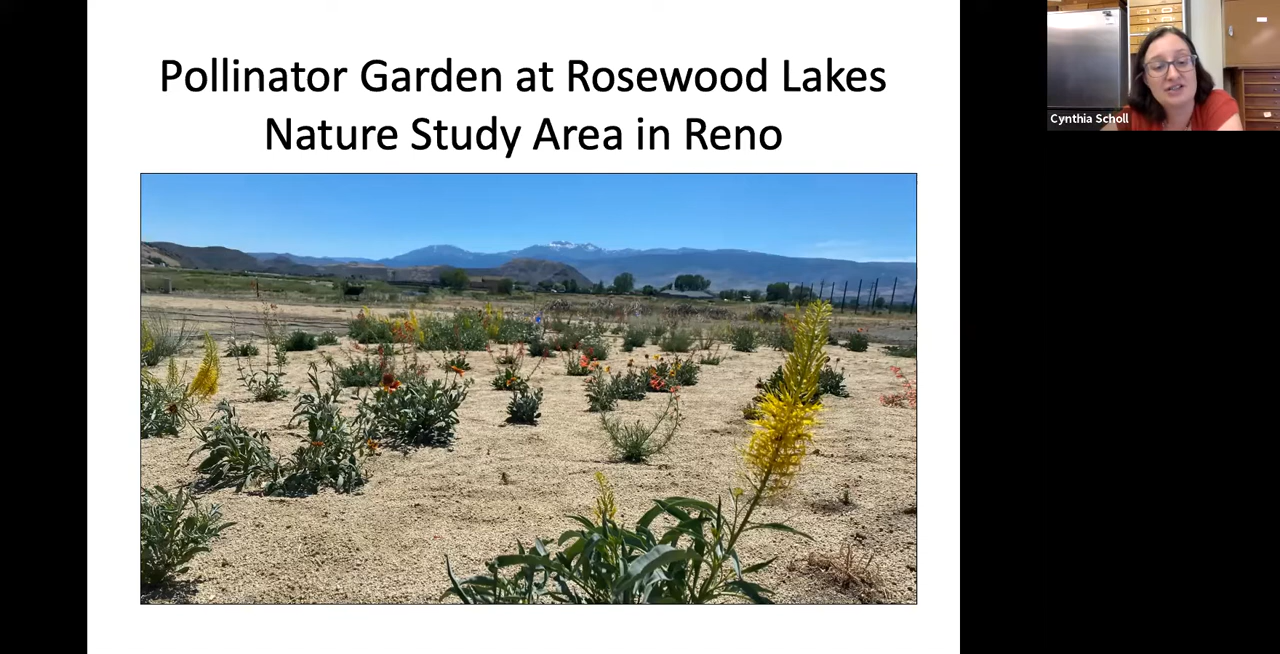 Pollinator Garden at Rosewood Lakes
Nature Study Area in Reno
Cynthia Scholl